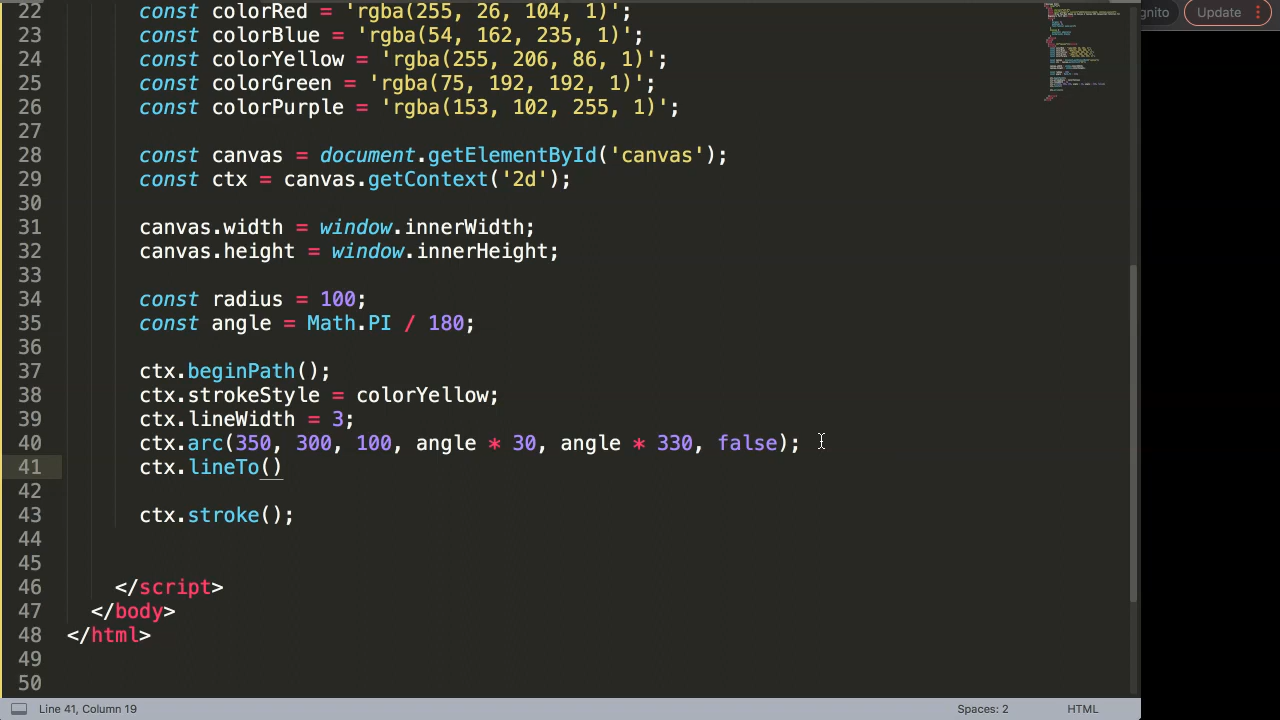 22 const colorRed = 'rgba(255, 26, 104, 1)';
23 const colorBlue = 'rgba(54, 162, 235, 1)';
24 const colorYellow = 'rgba(255, 206, 86, 1)';
25 const colorGreen = 'rgba(75, 192, 192, 1)';
26 const colorPurple = 'rgba(153, 102, 255, 1)';
27
28 const canvas = document.getElementById('canvas');
29 const ctx = canvas.getContext('2d');
30
31 canvas.width = window.innerWidth;
32 canvas.height = window.innerHeight;
33
34 const radius = 100;
35 const angle = Math.PI / 180;
36
37 ctx.beginPath();
38 ctx.strokeStyle = colorYellow;
39 ctx.lineWidth = 3;
40 ctx.arc(350, 300, 100, angle * 30, angle * 330, false);
41 ctx.lineTo()
42
43 ctx.stroke();
44
45
46 </script>
47 </body>
48 </html>
49
50
Line 41, Column 19 Spaces: 2 HTML
gnito Update